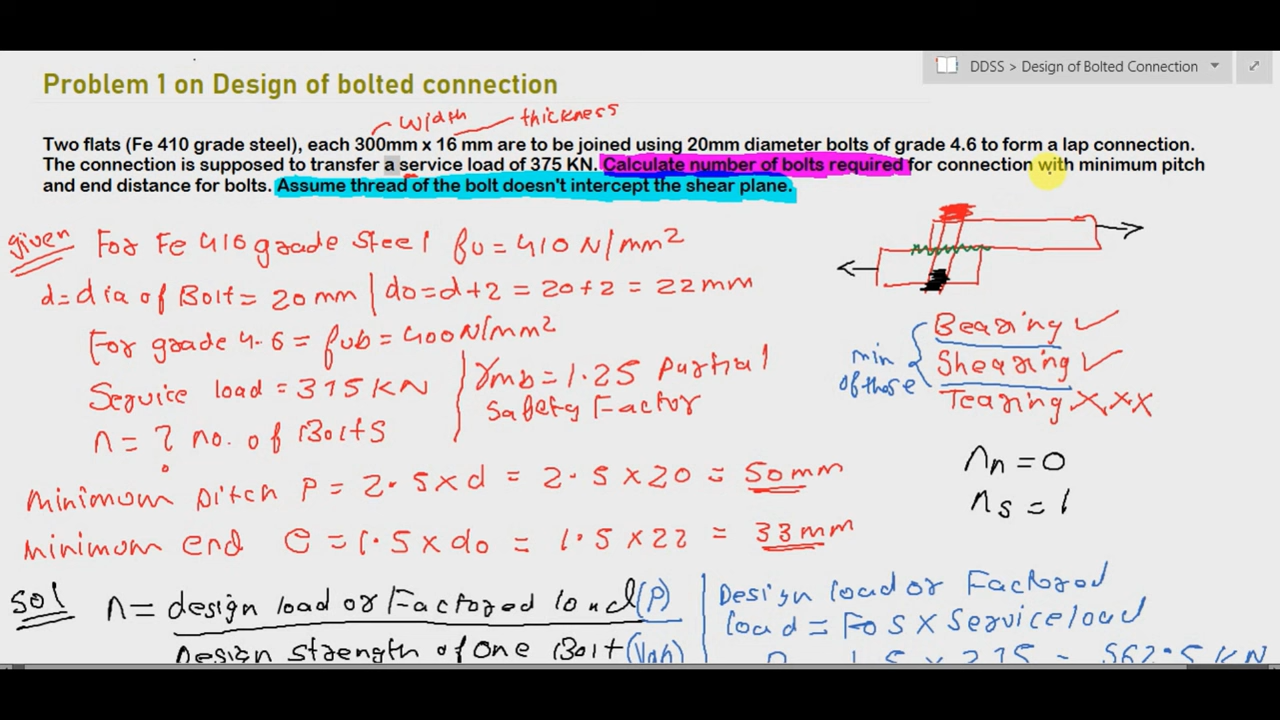 DDSS > Design of Bolted Connection
Problem 1 on Design of bolted connection
width thickness
Two flats (Fe 410 grade steel), each 300mm x 16 mm are to be joined using 20mm diameter bolts of grade 4.6 to form a lap connection.
The connection is supposed to transfer a service load of 375 KN. Calculate number of bolts required for connection with minimum pitch
and end distance for bolts. Assume thread of the bolt doesn't intercept the shear plane.
given For Fe 410 grade Steel fu = 410 N/mm²
d = dia of Bolt = 20 mm | do = d+2 = 20+2 = 22 mm
For grade 4.6 = fub = 400 N/mm²
Service load = 375 KN
γmb = 1.25 Partial
Safety Factor
n = ? no. of Bolts
Bearing ✓
Shearing ✓
Tearing X X X
min
of those
nn = 0
ns = 1
minimum pitch P = 2.5 x d = 2.5 x 20 = 50mm
minimum end e = 1.5 x do = 1.5 x 22 = 33mm
Sol n = design load or Factored load (P)
Design strength of One Bolt (Vdb)
Design load or Factored
load = FOS x Service load
562.5 KN